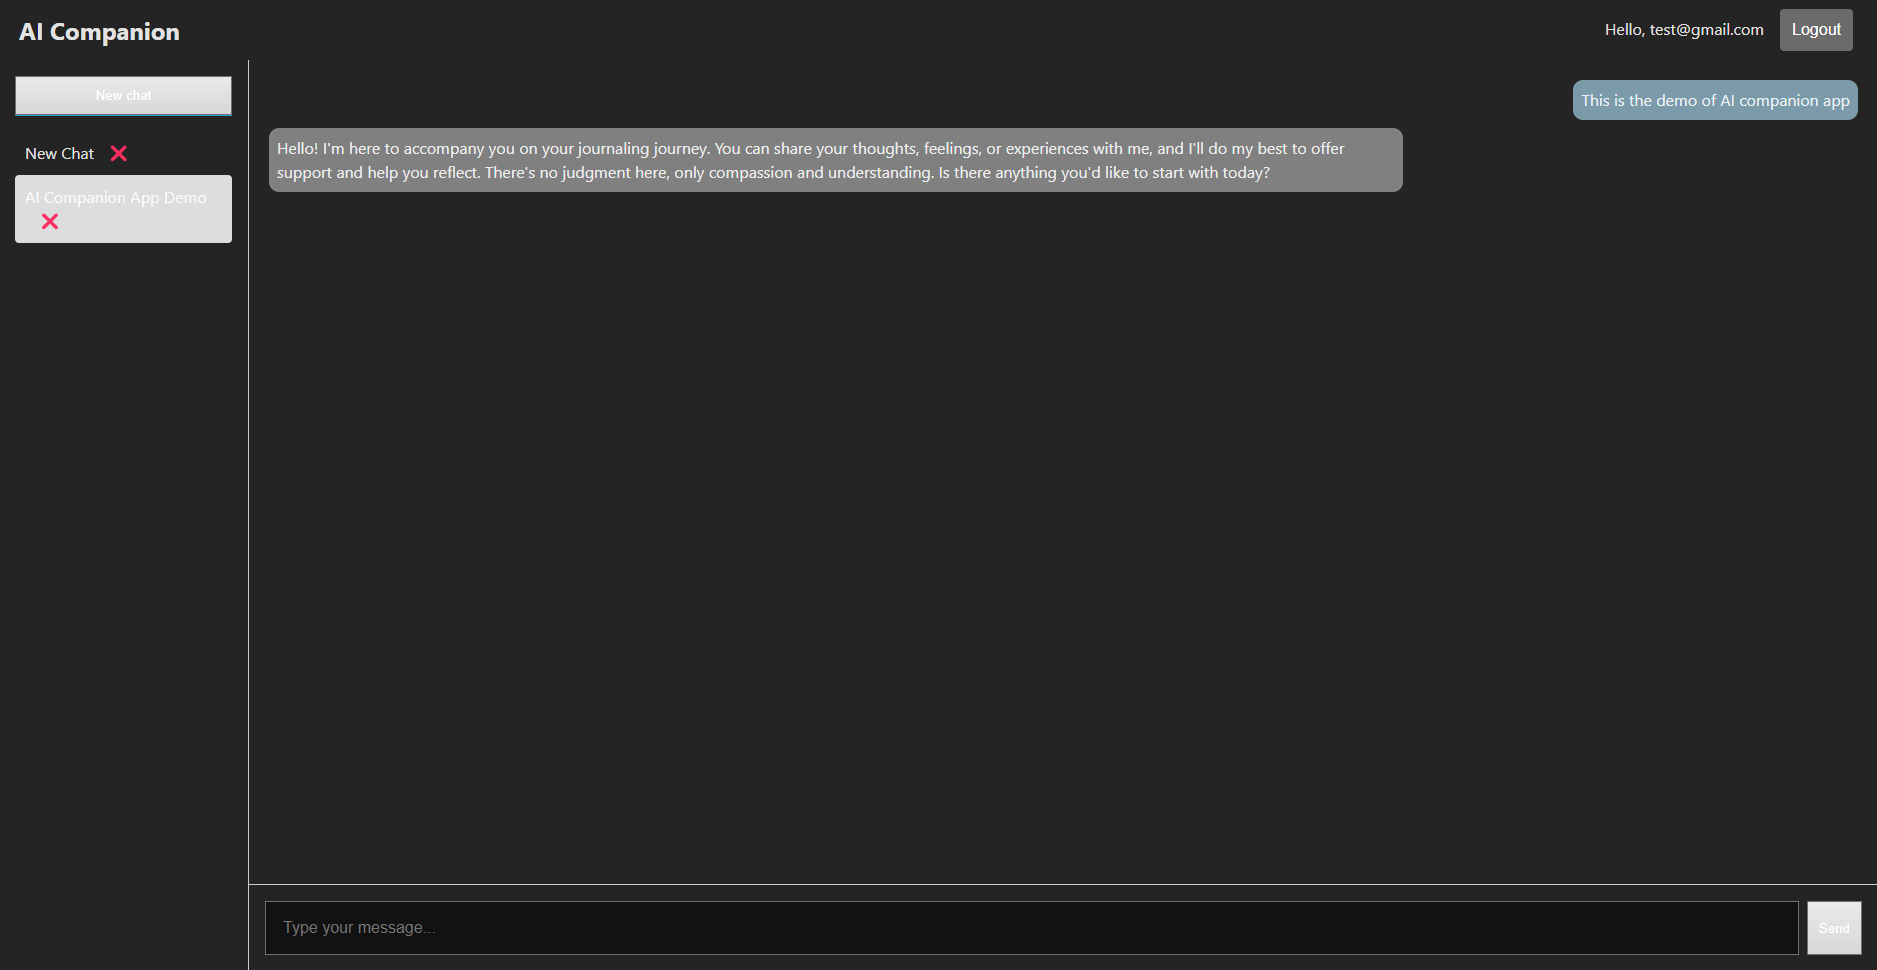 AI Companion
Hello, test@gmail.com
Logout
New chat
New Chat
AI Companion App Demo
This is the demo of AI companion app
Hello! I'm here to accompany you on your journaling journey. You can share your thoughts, feelings, or experiences with me, and I'll do my best to offer
support and help you reflect. There's no judgment here, only compassion and understanding. Is there anything you'd like to start with today?
Type your message...
Send